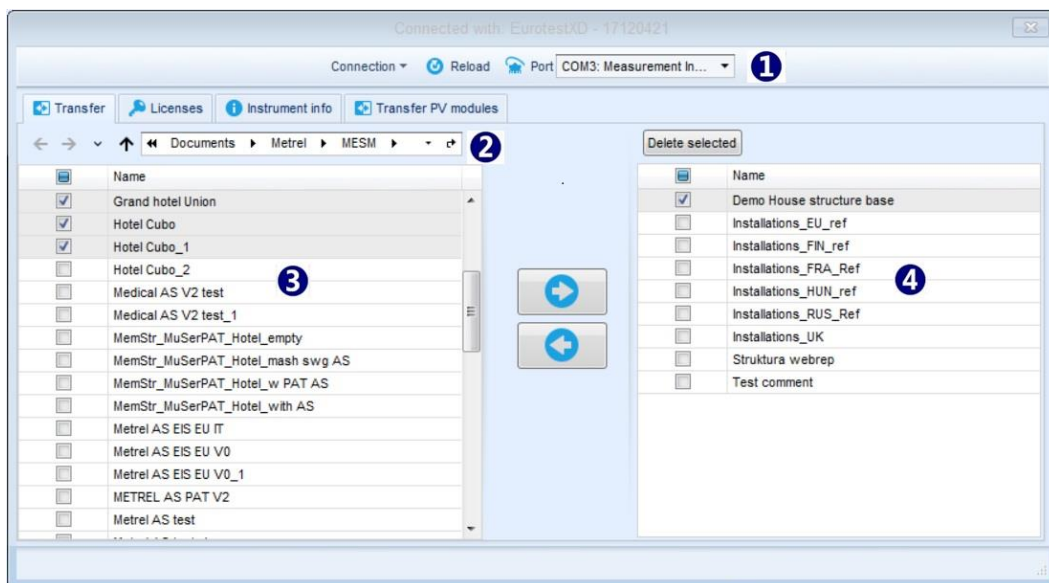 Connected with: EurotestXD - 17120421
Connection Reload Port COM3: Measurement In... 1
Transfer Licenses Instrument info Transfer PV modules
Documents Metrel MESM 2
Delete selected
Name
Grand hotel Union
Hotel Cubo
Hotel Cubo_1
Hotel Cubo_2
Medical AS V2 test
Medical AS V2 test_1
MemStr_MuSerPAT_Hotel_empty
MemStr_MuSerPAT_Hotel_mash swg AS
MemStr_MuSerPAT_Hotel_w PAT AS
MemStr_MuSerPAT_Hotel_with AS
Metrel AS EIS EU IT
Metrel AS EIS EU V0
Metrel AS EIS EU V0_1
METREL AS PAT V2
Metrel AS test
3
Name
Demo House structure base
Installations_EU_ref
Installations_FIN_ref
Installations_FRA_Ref
Installations_HUN_ref
Installations_RUS_Ref
Installations_UK
Struktura webrep
Test comment
4